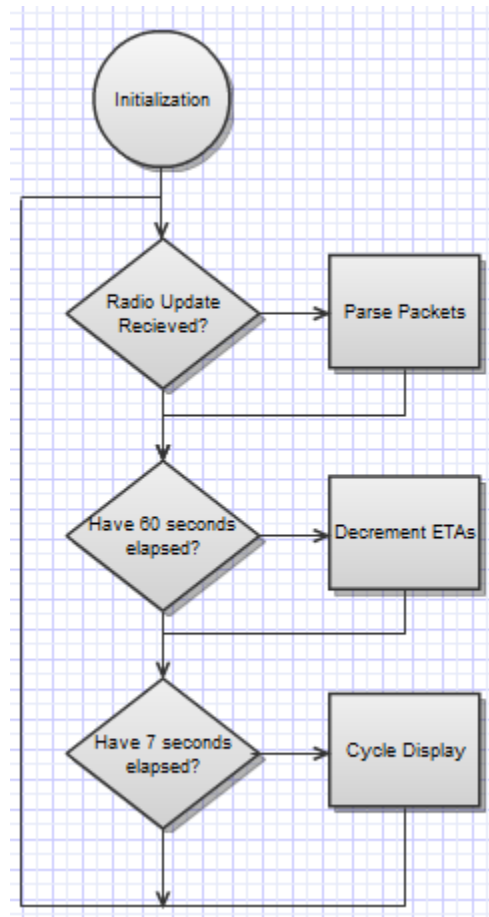 Initialization
Radio Update
Recieved?
Parse Packets
Have 60 seconds
elapsed?
Decrement ETAs
Have 7 seconds
elapsed?
Cycle Display